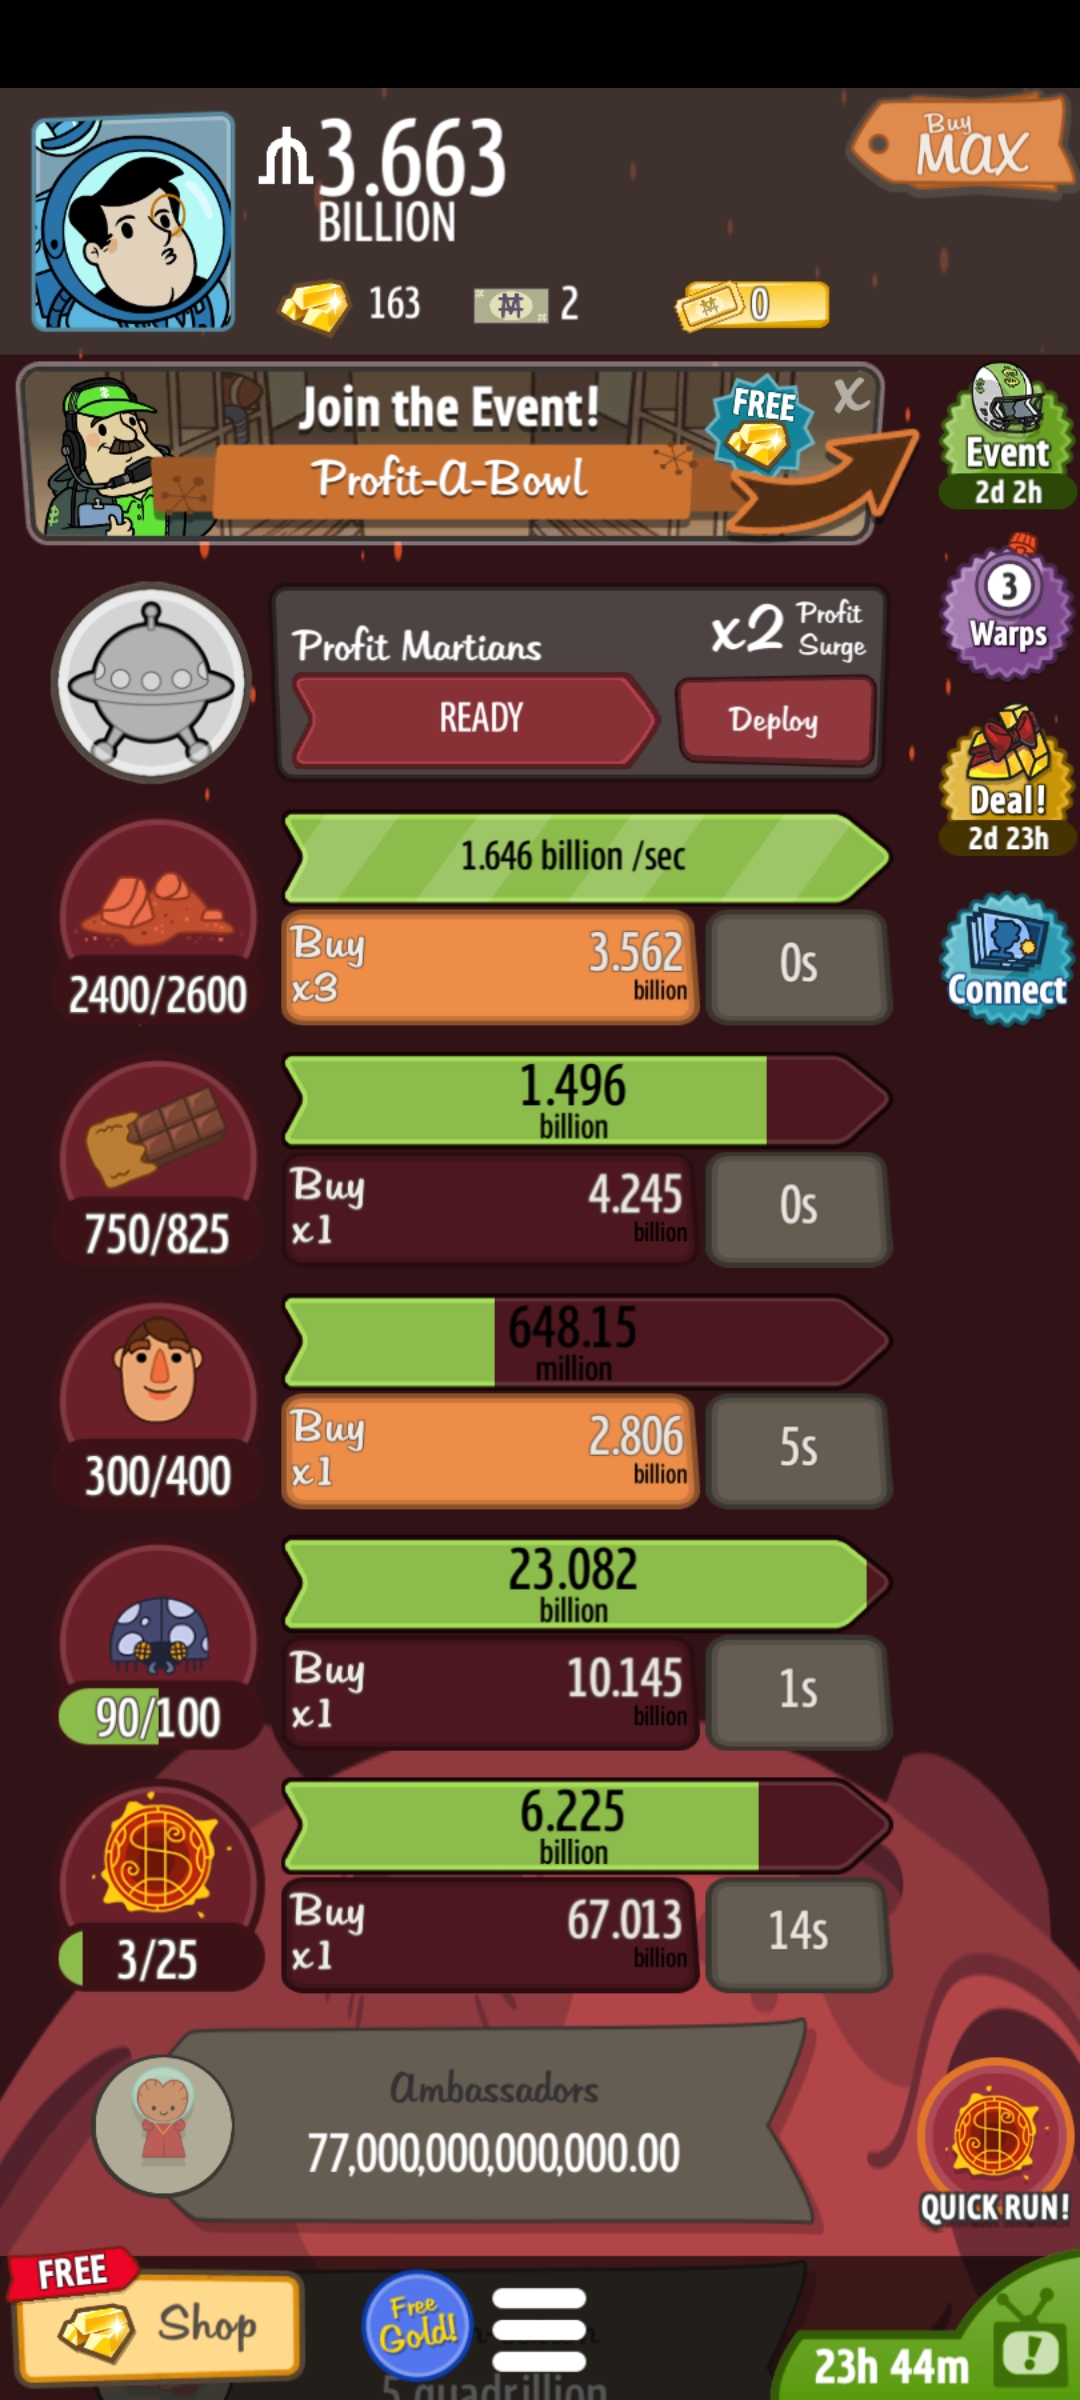 3.663
BILLION
Buy
MAX
163
2
0
Join the Event!
Profit-A-Bowl
FREE
X
Event
2d 2h
3
Warps
Profit Martians
x2 Profit Surge
READY
Deploy
Deal!
2d 23h
1.646 billion /sec
2400/2600
Buy
x3
3.562
billion
0s
Connect
1.496
billion
750/825
Buy
x1
4.245
billion
0s
648.15
million
300/400
Buy
x1
2.806
billion
5s
23.082
billion
90/100
Buy
x1
10.145
billion
1s
6.225
billion
3/25
Buy
x1
67.013
billion
14s
Ambassadors
77,000,000,000,000.00
QUICK RUN!
FREE
Shop
Free
Gold!
5 quadrillion
23h 44m
!